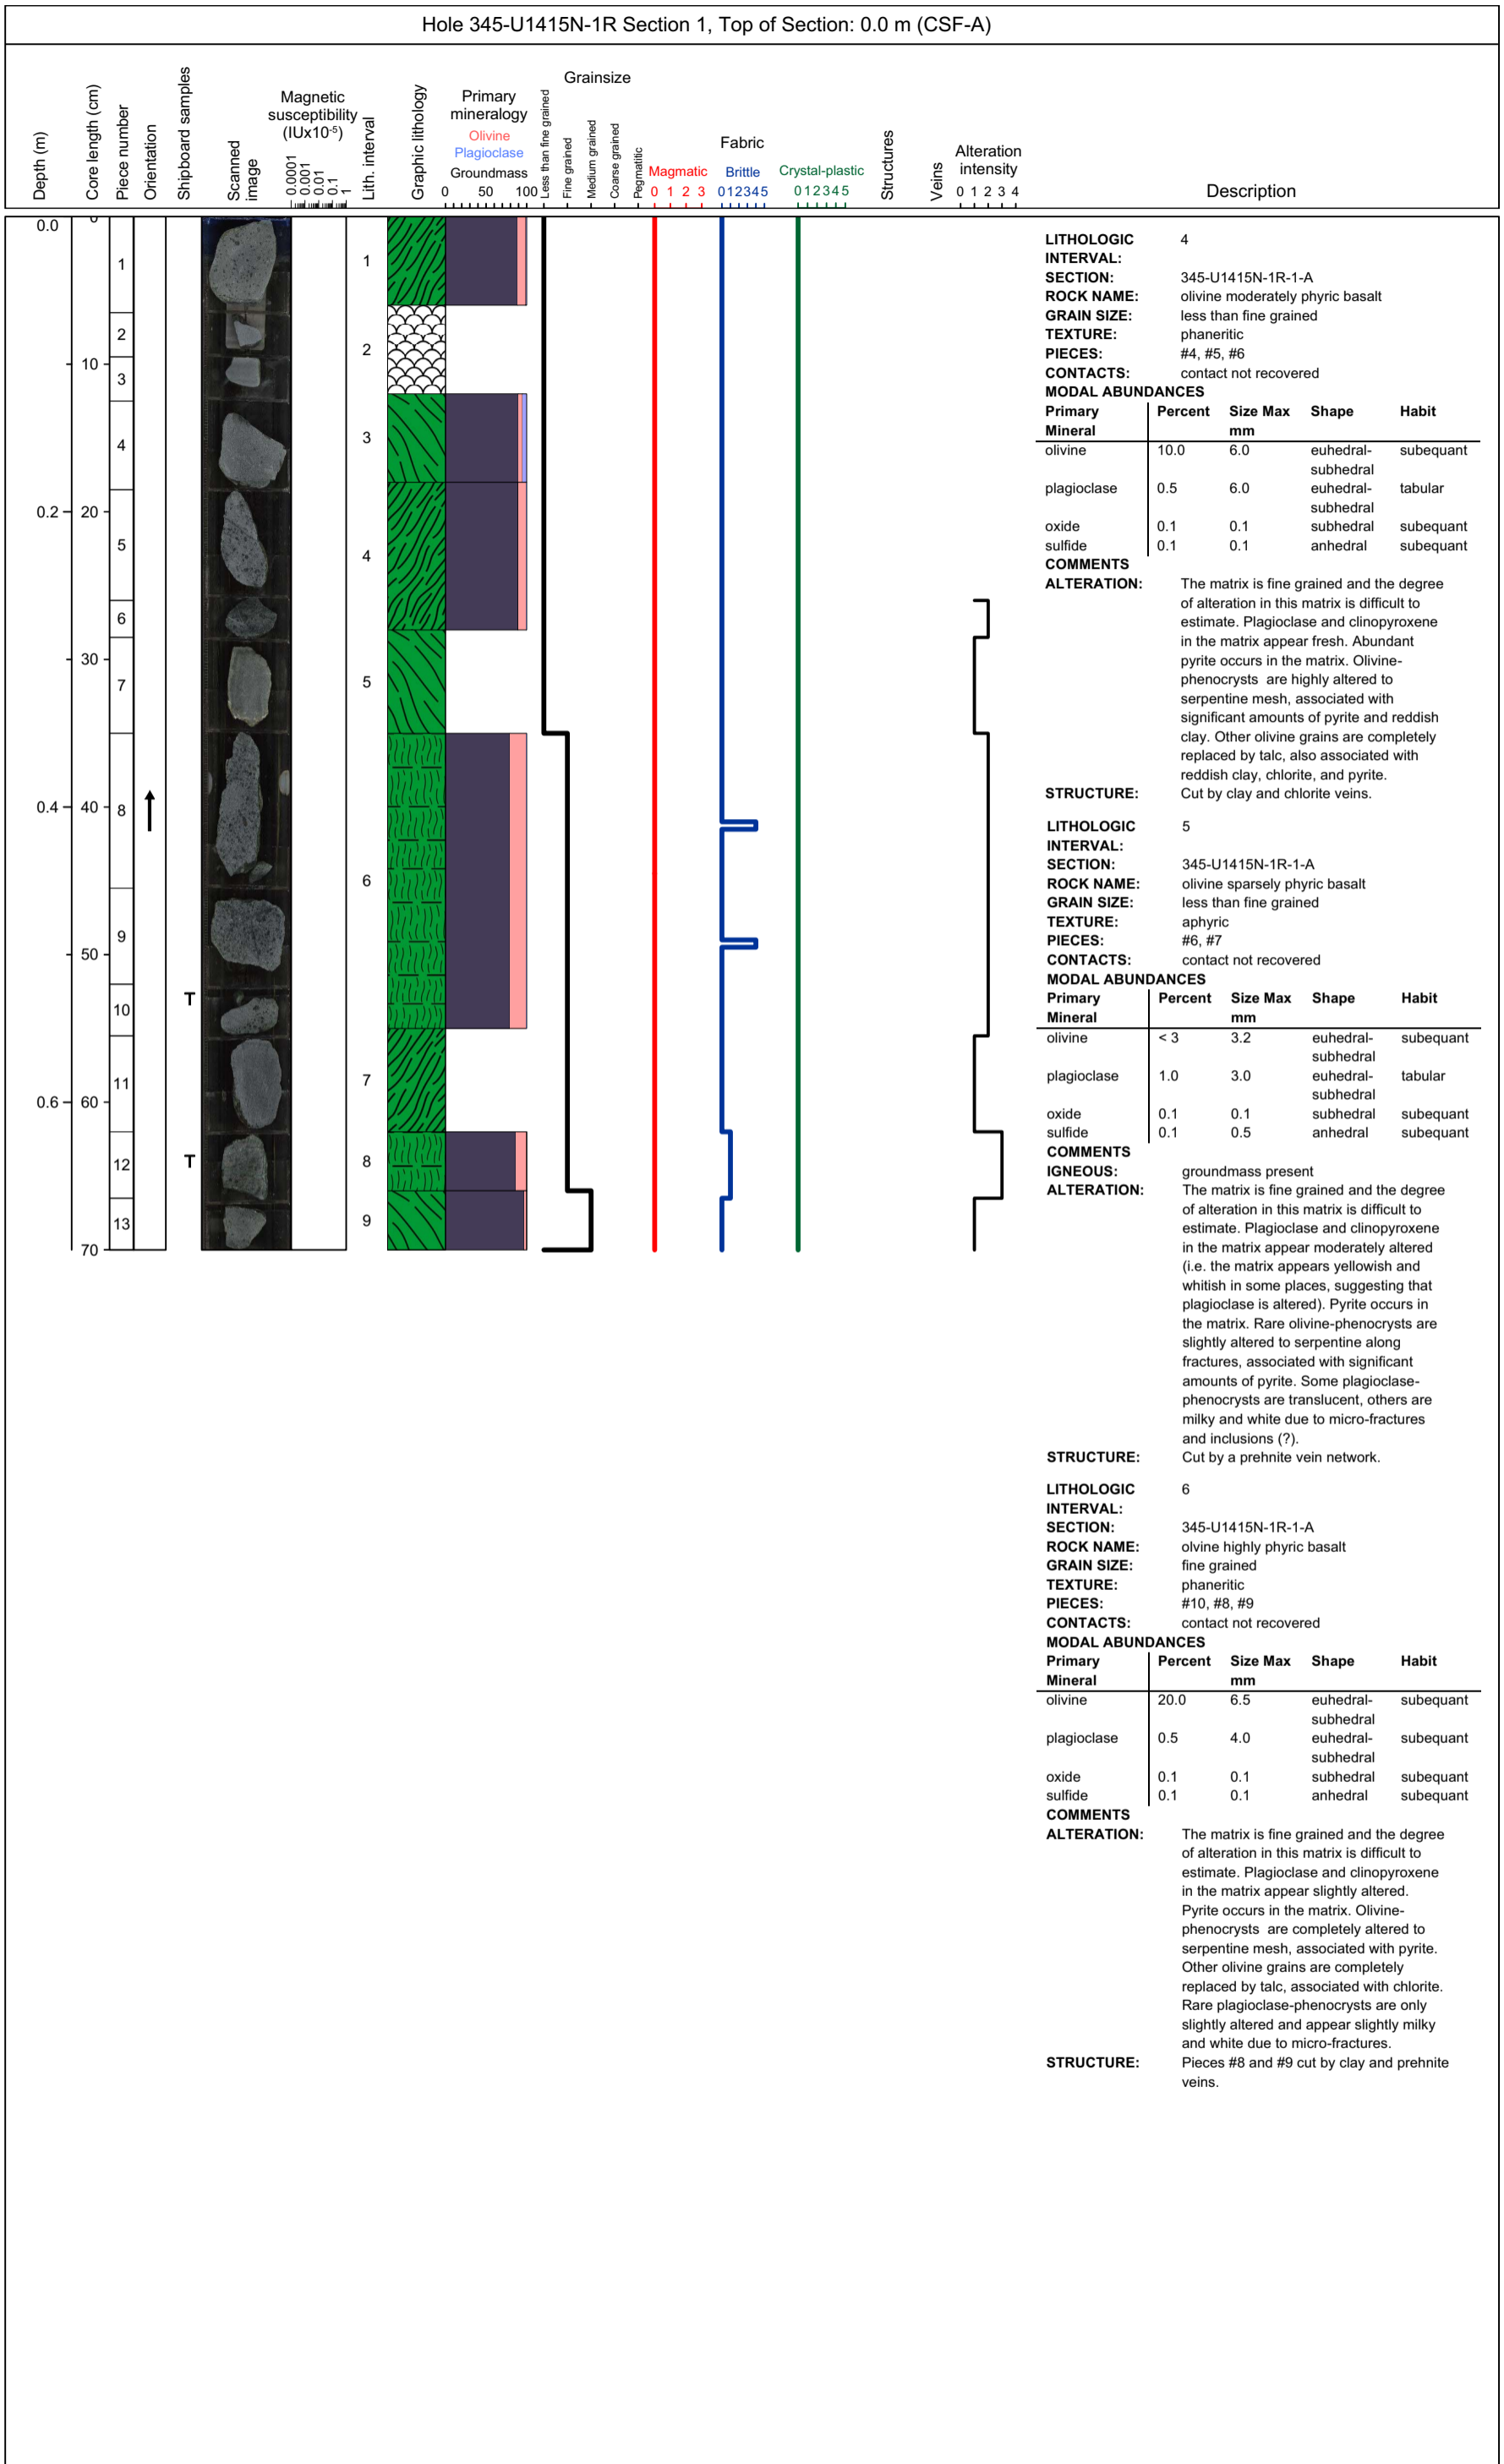 Hole 345-U1415N-1R Section 1, Top of Section: 0.0 m (CSF-A)
Depth (m)
Core length (cm)
Piece number
Orientation
Shipboard samples
Scanned
image
Magnetic
susceptibility
(IUx10-5)
0.0001
0.001
0.01
0.1
1
Lith. interval
Graphic lithology
Primary
mineralogy
Olivine
Plagioclase
Groundmass
0 50 100
Grainsize
Less than fine grained
Fine grained
Medium grained
Coarse grained
Pegmatitic
Fabric
Magmatic
0 1 2 3
Brittle
0 1 2 3 4 5
Crystal-plastic
0 1 2 3 4 5
Structures
Veins
Alteration
intensity
0 1 2 3 4
Description
0.0
0.2
0.4
0.6
0
10
20
30
40
50
60
70
1
2
3
4
5
6
7
8
9
10
11
12
13
T
T
1
2
3
4
5
6
7
8
9
LITHOLOGIC 4
INTERVAL:
SECTION: 345-U1415N-1R-1-A
ROCK NAME: olivine moderately phyric basalt
GRAIN SIZE: less than fine grained
TEXTURE: phaneritic
PIECES: #4, #5, #6
CONTACTS: contact not recovered
MODAL ABUNDANCES
Primary Percent Size Max Shape Habit
Mineral mm
olivine 10.0 6.0 euhedral- subequant
subhedral
plagioclase 0.5 6.0 euhedral- tabular
subhedral
oxide 0.1 0.1 subhedral subequant
sulfide 0.1 0.1 anhedral subequant
COMMENTS
ALTERATION: The matrix is fine grained and the degree
of alteration in this matrix is difficult to
estimate. Plagioclase and clinopyroxene
in the matrix appear fresh. Abundant
pyrite occurs in the matrix. Olivine-
phenocrysts are highly altered to
serpentine mesh, associated with
significant amounts of pyrite and reddish
clay. Other olivine grains are completely
replaced by talc, also associated with
reddish clay, chlorite, and pyrite.
STRUCTURE: Cut by clay and chlorite veins.
LITHOLOGIC 5
INTERVAL:
SECTION: 345-U1415N-1R-1-A
ROCK NAME: olivine sparsely phyric basalt
GRAIN SIZE: less than fine grained
TEXTURE: aphyric
PIECES: #6, #7
CONTACTS: contact not recovered
MODAL ABUNDANCES
Primary Percent Size Max Shape Habit
Mineral mm
olivine < 3 3.2 euhedral- subequant
subhedral
plagioclase 1.0 3.0 euhedral- tabular
subhedral
oxide 0.1 0.1 subhedral subequant
sulfide 0.1 0.5 anhedral subequant
COMMENTS
IGNEOUS: groundmass present
ALTERATION: The matrix is fine grained and the degree
of alteration in this matrix is difficult to
estimate. Plagioclase and clinopyroxene
in the matrix appear moderately altered
(i.e. the matrix appears yellowish and
whitish in some places, suggesting that
plagioclase is altered). Pyrite occurs in
the matrix. Rare olivine-phenocrysts are
slightly altered to serpentine along
fractures, associated with significant
amounts of pyrite. Some plagioclase-
phenocrysts are translucent, others are
milky and white due to micro-fractures
and inclusions (?).
STRUCTURE: Cut by a prehnite vein network.
LITHOLOGIC 6
INTERVAL:
SECTION: 345-U1415N-1R-1-A
ROCK NAME: olvine highly phyric basalt
GRAIN SIZE: fine grained
TEXTURE: phaneritic
PIECES: #10, #8, #9
CONTACTS: contact not recovered
MODAL ABUNDANCES
Primary Percent Size Max Shape Habit
Mineral mm
olivine 20.0 6.5 euhedral- subequant
subhedral
plagioclase 0.5 4.0 euhedral- subequant
subhedral
oxide 0.1 0.1 subhedral subequant
sulfide 0.1 0.1 anhedral subequant
COMMENTS
ALTERATION: The matrix is fine grained and the degree
of alteration in this matrix is difficult to
estimate. Plagioclase and clinopyroxene
in the matrix appear slightly altered.
Pyrite occurs in the matrix. Olivine-
phenocrysts are completely altered to
serpentine mesh, associated with pyrite.
Other olivine grains are completely
replaced by talc, associated with chlorite.
Rare plagioclase-phenocrysts are only
slightly altered and appear slightly milky
and white due to micro-fractures.
STRUCTURE: Pieces #8 and #9 cut by clay and prehnite
veins.